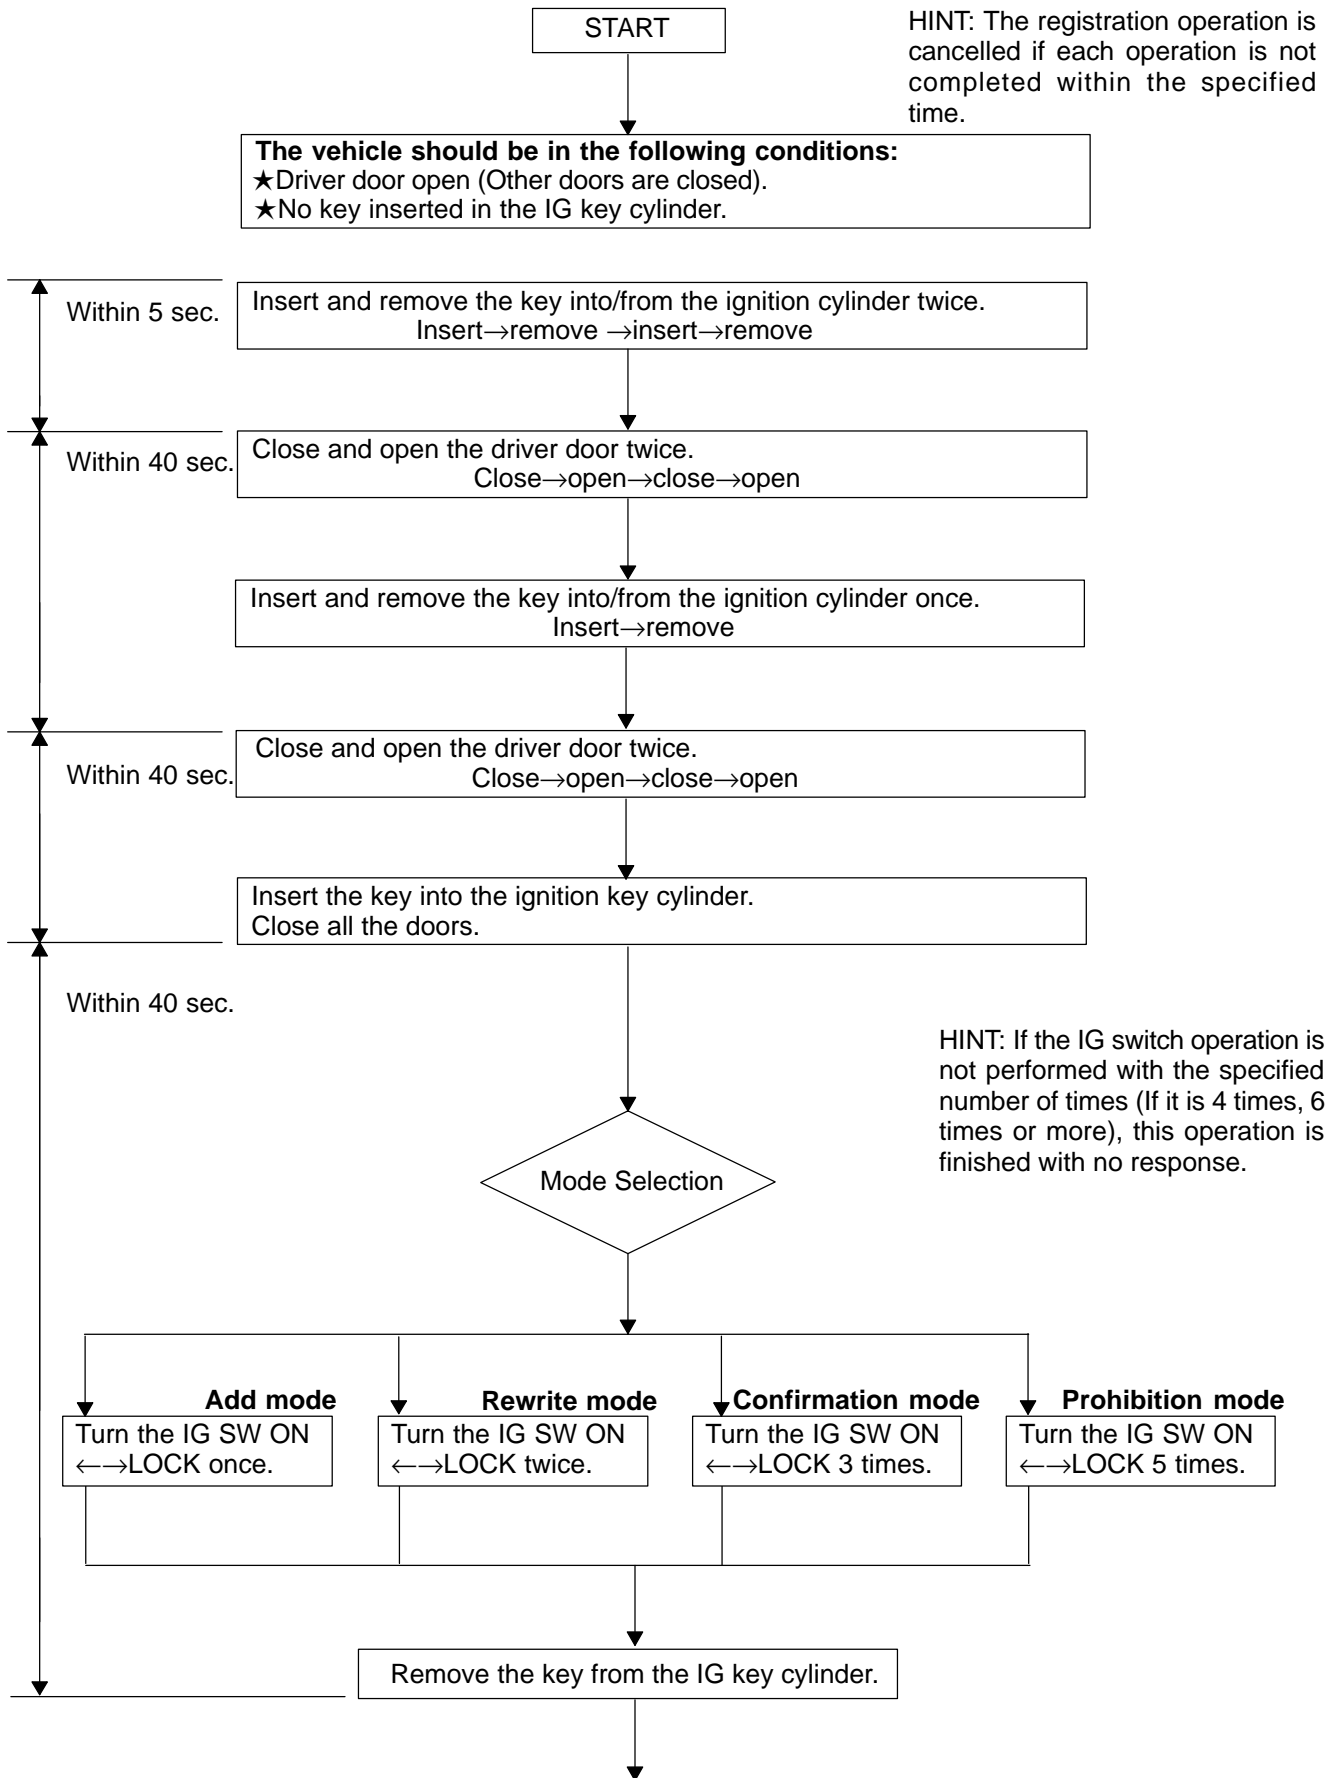 START
HINT: The registration operation is
cancelled if each operation is not
completed within the specified
time.
The vehicle should be in the following conditions:
★Driver door open (Other doors are closed).
★No key inserted in the IG key cylinder.
Within 5 sec.
Insert and remove the key into/from the ignition cylinder twice.
Insert→remove →insert→remove
Within 40 sec.
Close and open the driver door twice.
Close→open→close→open
Insert and remove the key into/from the ignition cylinder once.
Insert→remove
Within 40 sec.
Close and open the driver door twice.
Close→open→close→open
Insert the key into the ignition key cylinder.
Close all the doors.
Within 40 sec.
HINT: If the IG switch operation is
not performed with the specified
number of times (If it is 4 times, 6
times or more), this operation is
finished with no response.
Mode Selection
Add mode
Turn the IG SW ON
←→LOCK once.
Rewrite mode
Turn the IG SW ON
←→LOCK twice.
Confirmation mode
Turn the IG SW ON
←→LOCK 3 times.
Prohibition mode
Turn the IG SW ON
←→LOCK 5 times.
Remove the key from the IG key cylinder.